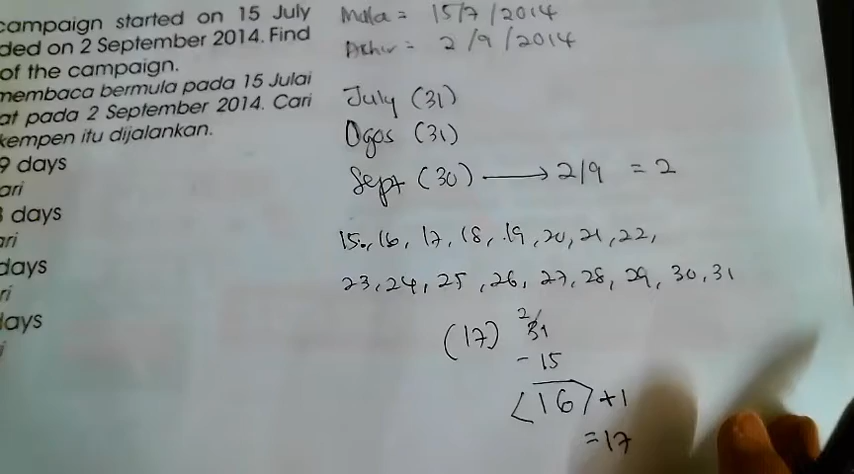 campaign started on 15 July
ded on 2 September 2014. Find
of the campaign.
membaca bermula pada 15 Julai
at pada 2 September 2014. Cari
kempen itu dijalankan.
9 days
ari
days
ri
days
ri
ays
Mula = 15/7/2014
Akhir = 2/9/2014
July (31)
Ogos (31)
Sept (30) → 2/9 = 2
15, 16, 17, 18, 19, 20, 21, 22,
23, 24, 25, 26, 27, 28, 29, 30, 31
(17) 31
- 15
(16) + 1
= 17